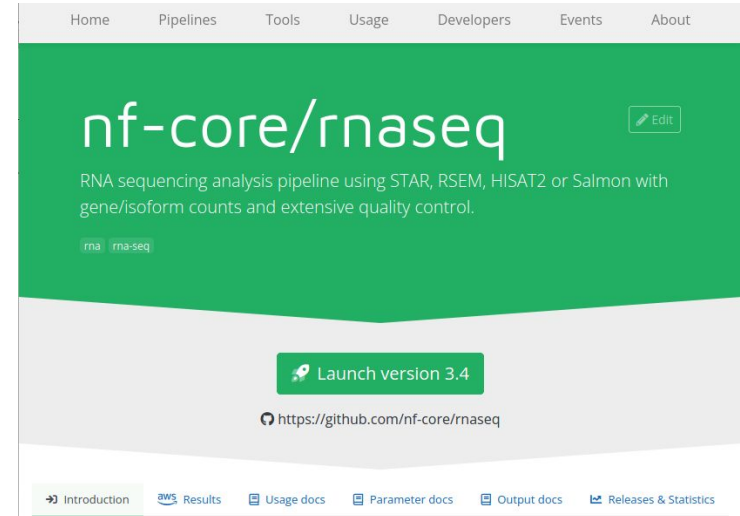 Home Pipelines Tools Usage Developers Events About
nf-core/rnaseq
Edit
RNA sequencing analysis pipeline using STAR, RSEM, HISAT2 or Salmon with
gene/isoform counts and extensive quality control.
rna rna-seq
Launch version 3.4
https://github.com/nf-core/rnaseq
Introduction aws Results Usage docs Parameter docs Output docs Releases & Statistics